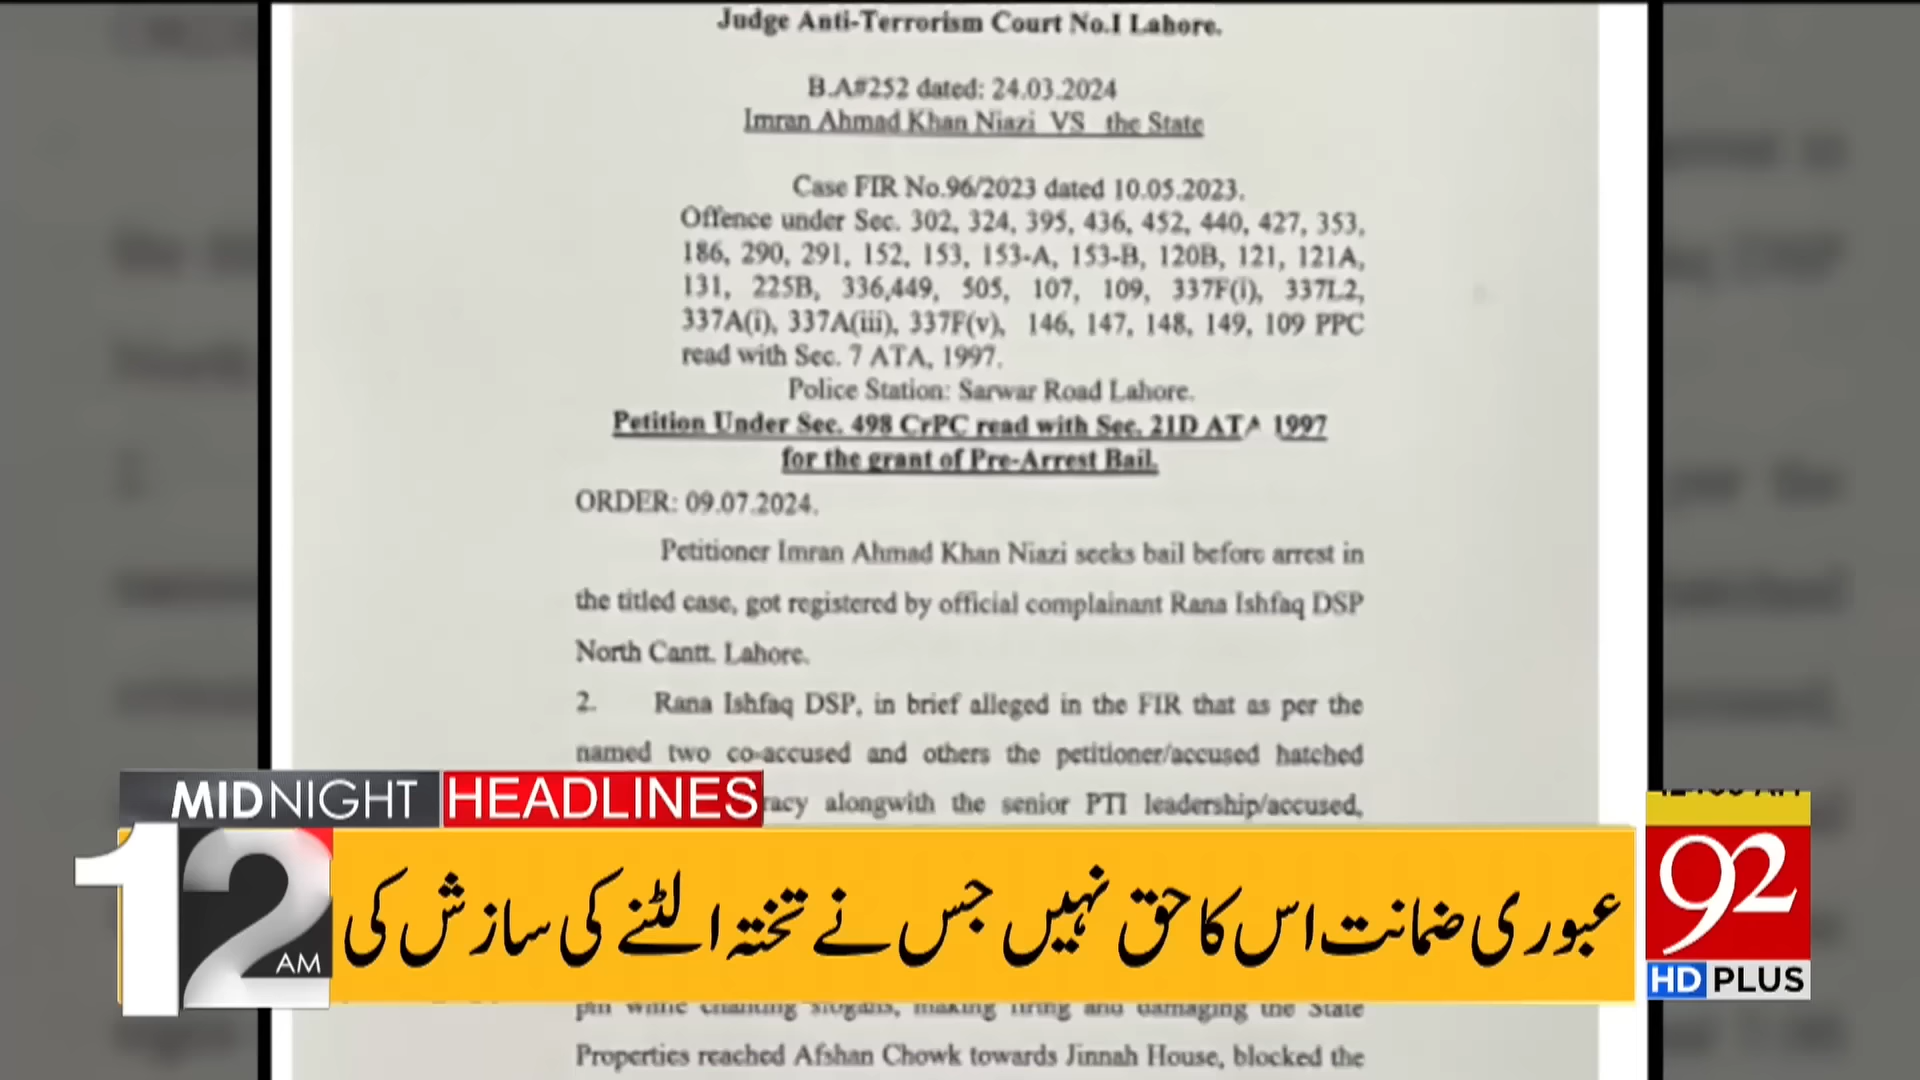 Judge Anti-Terrorism Court No.I Lahore.
B.A#252 dated: 24.03.2024
Imran Ahmad Khan Niazi VS the State
Case FIR No.96/2023 dated 10.05.2023.
Offence under Sec. 302, 324, 395, 436, 452, 440, 427, 353,
186, 290, 291, 152, 153, 153-A, 153-B, 120B, 121, 121A,
131, 225B, 336,449, 505, 107, 109, 337F(i), 337L2,
337A(i), 337A(iii), 337F(v), 146, 147, 148, 149, 109 PPC
read with Sec. 7 ATA, 1997.
Police Station: Sarwar Road Lahore.
Petition Under Sec. 498 CrPC read with Sec. 21D ATA 1997
for the grant of Pre-Arrest Bail.
ORDER: 09.07.2024.
Petitioner Imran Ahmad Khan Niazi seeks bail before arrest in
the titled case, got registered by official complainant Rana Ishfaq DSP
North Cantt. Lahore.
2. Rana Ishfaq DSP, in brief alleged in the FIR that as per the
named two co-accused and others the petitioner/accused hatched
alongwith the senior PTI leadership/accused,
MIDNIGHT HEADLINES
12 AM
عبوری ضمانت اس کا حق نہیں جس نے تختہ الٹنے کی سازش کی
92
HD PLUS
while chanting slogans, making firing and damaging the State
Properties reached Afshan Chowk towards Jinnah House, blocked the